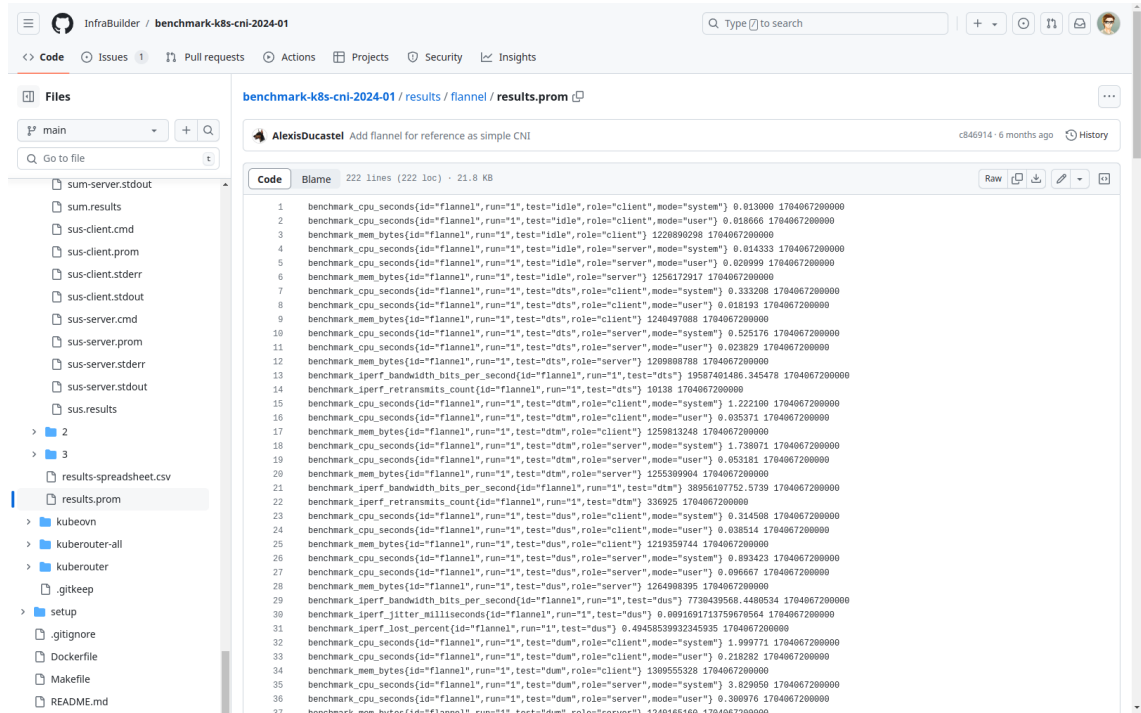 InfraBuilder / benchmark-k8s-cni-2024-01
Type / to search
Code
Issues 1
Pull requests
Actions
Projects
Security
Insights
Files
main
Go to file
t
sum-server.stdout
sum.results
sus-client.cmd
sus-client.prom
sus-client.stderr
sus-client.stdout
sus-server.cmd
sus-server.prom
sus-server.stderr
sus-server.stdout
sus.results
2
3
results-spreadsheet.csv
results.prom
kubeovn
kuberouter-all
kuberouter
.gitkeep
setup
.gitignore
Dockerfile
Makefile
README.md
benchmark-k8s-cni-2024-01 / results / flannel / results.prom
AlexisDucastel Add flannel for reference as simple CNI
c846914 · 6 months ago
History
Code
Blame
222 lines (222 loc) · 21.8 KB
Raw
1 benchmark_cpu_seconds{id="flannel",run="1",test="idle",role="client",mode="system"} 0.013000 1704067200000
2 benchmark_cpu_seconds{id="flannel",run="1",test="idle",role="client",mode="user"} 0.018666 1704067200000
3 benchmark_mem_bytes{id="flannel",run="1",test="idle",role="client"} 1220890298 1704067200000
4 benchmark_cpu_seconds{id="flannel",run="1",test="idle",role="server",mode="system"} 0.014333 1704067200000
5 benchmark_cpu_seconds{id="flannel",run="1",test="idle",role="server",mode="user"} 0.020999 1704067200000
6 benchmark_mem_bytes{id="flannel",run="1",test="idle",role="server"} 1256172917 1704067200000
7 benchmark_cpu_seconds{id="flannel",run="1",test="dts",role="client",mode="system"} 0.333208 1704067200000
8 benchmark_cpu_seconds{id="flannel",run="1",test="dts",role="client",mode="user"} 0.018193 1704067200000
9 benchmark_mem_bytes{id="flannel",run="1",test="dts",role="client"} 1240497088 1704067200000
10 benchmark_cpu_seconds{id="flannel",run="1",test="dts",role="server",mode="system"} 0.525176 1704067200000
11 benchmark_cpu_seconds{id="flannel",run="1",test="dts",role="server",mode="user"} 0.023829 1704067200000
12 benchmark_mem_bytes{id="flannel",run="1",test="dts",role="server"} 1209808788 1704067200000
13 benchmark_iperf_bandwidth_bits_per_second{id="flannel",run="1",test="dts"} 19587401486.345478 1704067200000
14 benchmark_iperf_retransmits_count{id="flannel",run="1",test="dts"} 10138 1704067200000
15 benchmark_cpu_seconds{id="flannel",run="1",test="dtm",role="client",mode="system"} 1.222100 1704067200000
16 benchmark_cpu_seconds{id="flannel",run="1",test="dtm",role="client",mode="user"} 0.035371 1704067200000
17 benchmark_mem_bytes{id="flannel",run="1",test="dtm",role="client"} 1259813248 1704067200000
18 benchmark_cpu_seconds{id="flannel",run="1",test="dtm",role="server",mode="system"} 1.738071 1704067200000
19 benchmark_cpu_seconds{id="flannel",run="1",test="dtm",role="server",mode="user"} 0.053181 1704067200000
20 benchmark_mem_bytes{id="flannel",run="1",test="dtm",role="server"} 1255309904 1704067200000
21 benchmark_iperf_bandwidth_bits_per_second{id="flannel",run="1",test="dtm"} 38956107752.5739 1704067200000
22 benchmark_iperf_retransmits_count{id="flannel",run="1",test="dtm"} 336925 1704067200000
23 benchmark_cpu_seconds{id="flannel",run="1",test="dus",role="client",mode="system"} 0.314508 1704067200000
24 benchmark_cpu_seconds{id="flannel",run="1",test="dus",role="client",mode="user"} 0.038514 1704067200000
25 benchmark_mem_bytes{id="flannel",run="1",test="dus",role="client"} 1219359744 1704067200000
26 benchmark_cpu_seconds{id="flannel",run="1",test="dus",role="server",mode="system"} 0.893423 1704067200000
27 benchmark_cpu_seconds{id="flannel",run="1",test="dus",role="server",mode="user"} 0.096667 1704067200000
28 benchmark_mem_bytes{id="flannel",run="1",test="dus",role="server"} 1264908395 1704067200000
29 benchmark_iperf_bandwidth_bits_per_second{id="flannel",run="1",test="dus"} 7730439568.4480534 1704067200000
30 benchmark_iperf_jitter_milliseconds{id="flannel",run="1",test="dus"} 0.0091691713759670564 1704067200000
31 benchmark_iperf_lost_percent{id="flannel",run="1",test="dus"} 0.49458539932345935 1704067200000
32 benchmark_cpu_seconds{id="flannel",run="1",test="dum",role="client",mode="system"} 1.999771 1704067200000
33 benchmark_cpu_seconds{id="flannel",run="1",test="dum",role="client",mode="user"} 0.218282 1704067200000
34 benchmark_mem_bytes{id="flannel",run="1",test="dum",role="client"} 1309555328 1704067200000
35 benchmark_cpu_seconds{id="flannel",run="1",test="dum",role="server",mode="system"} 3.829050 1704067200000
36 benchmark_cpu_seconds{id="flannel",run="1",test="dum",role="server",mode="user"} 0.300976 1704067200000